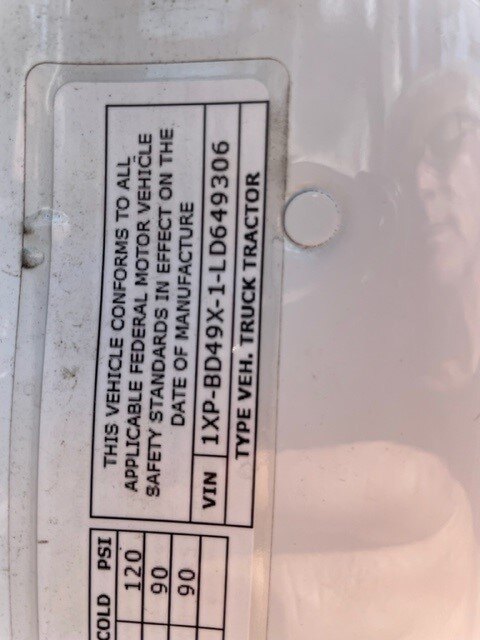 THIS VEHICLE CONFORMS TO ALL
APPLICABLE FEDERAL MOTOR VEHICLE
SAFETY STANDARDS IN EFFECT ON THE
DATE OF MANUFACTURE
VIN 1XP-BD49X-1-LD649306
TYPE VEH. TRUCK TRACTOR
COLD PSI
120
90
90